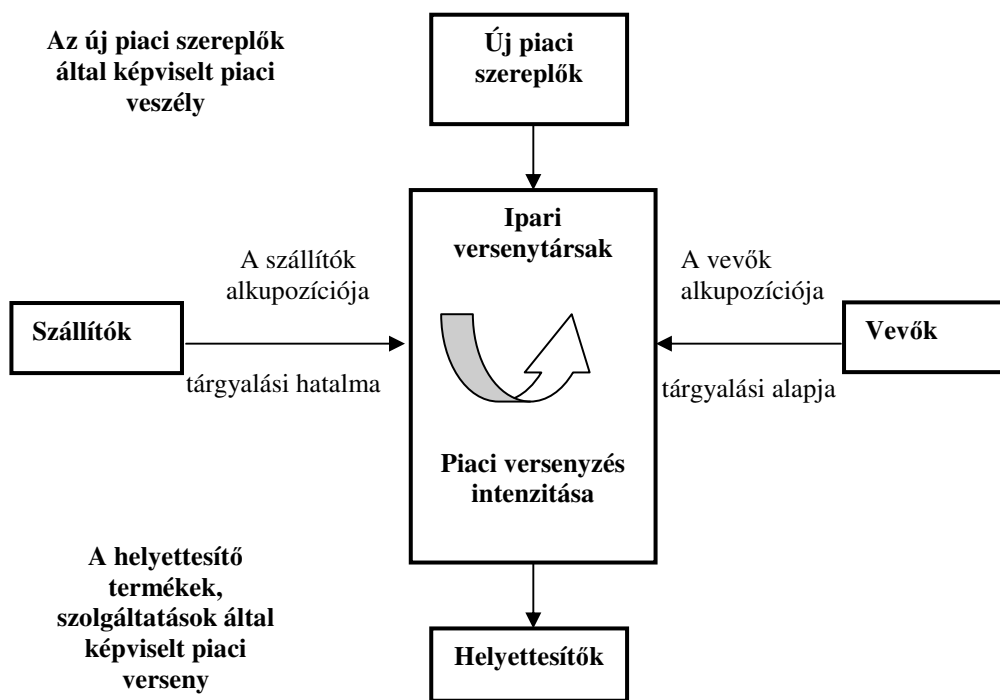 Az új piaci szereplők
által képviselt piaci
veszély
Új piaci
szereplők
Ipari
versenytársak
A szállítók
alkupozíciója
A vevők
alkupozíciója
Szállítók
Vevők
tárgyalási hatalma
tárgyalási alapja
Piaci versenyzés
intenzitása
A helyettesítő
termékek,
szolgáltatások által
képviselt piaci
verseny
Helyettesítők